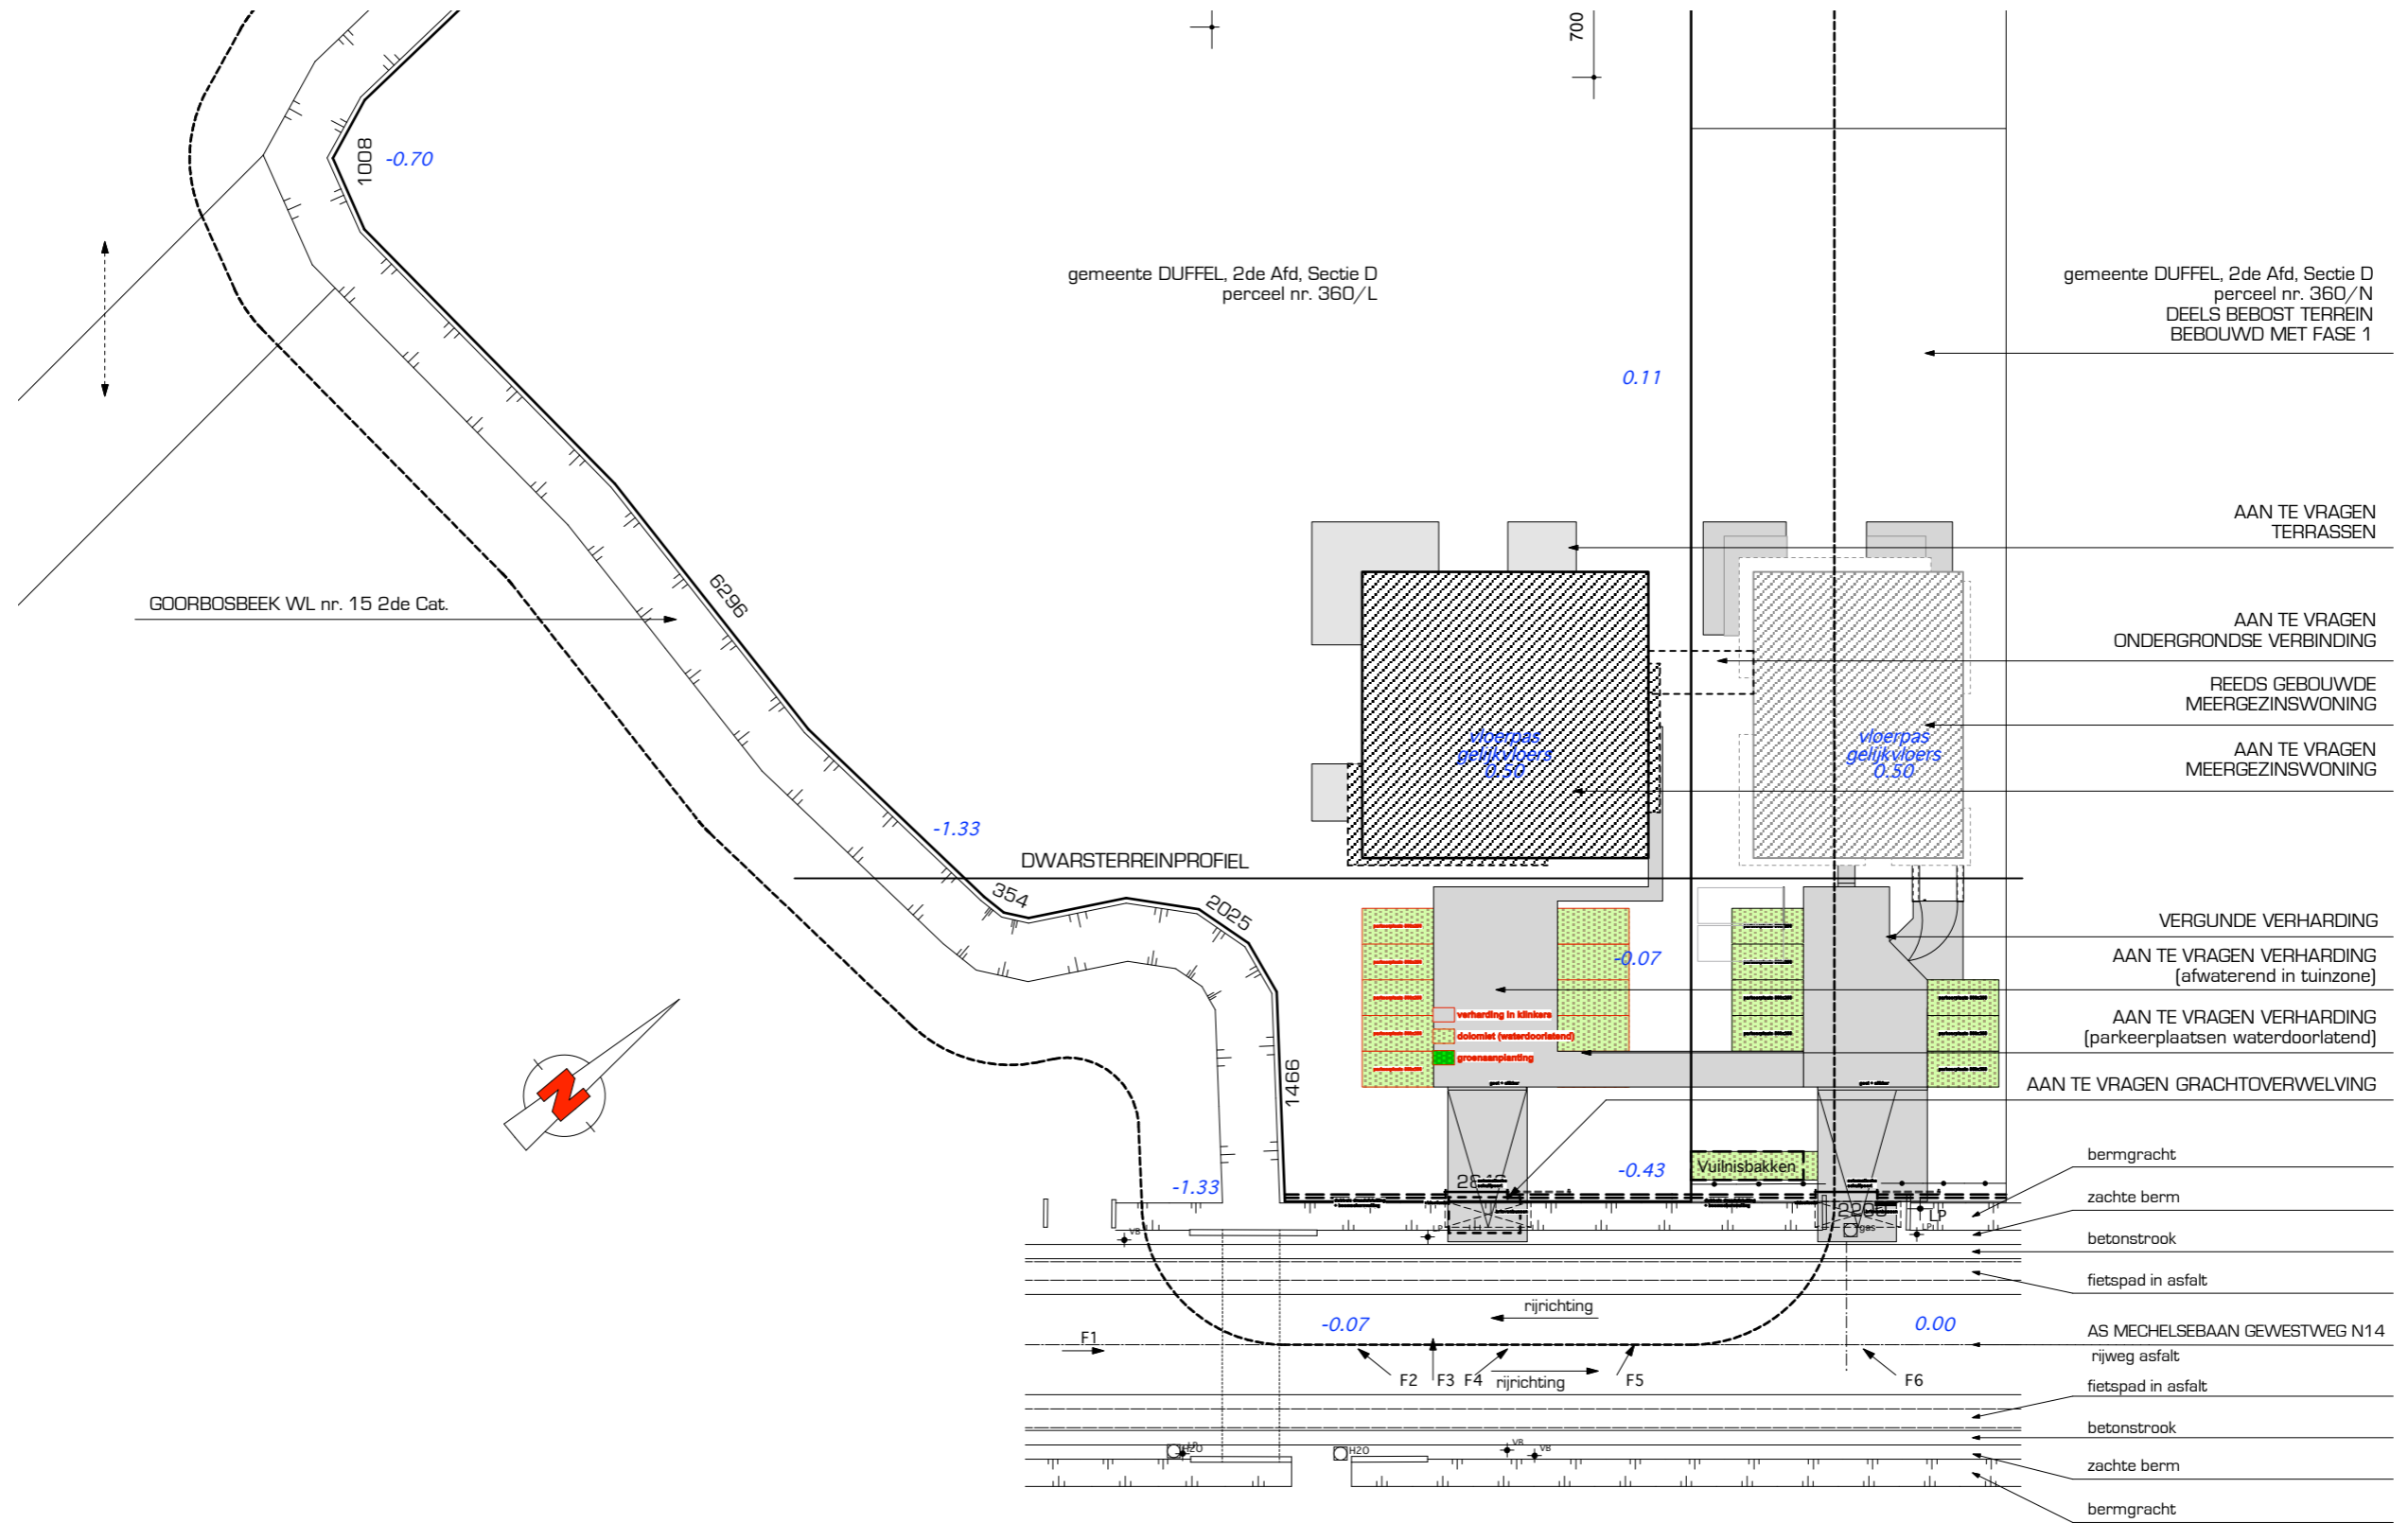 700
1008
-0.70
gemeente DUFFEL, 2de Afd, Sectie D
perceel nr. 360/L
gemeente DUFFEL, 2de Afd, Sectie D
perceel nr. 360/N
DEELS BEBOST TERREIN
BEBOUWD MET FASE 1
0.11
AAN TE VRAGEN
TERRASSEN
GOORBOSBEEK WL nr. 15 2de Cat.
6296
AAN TE VRAGEN
ONDERGRONDSE VERBINDING
REEDS GEBOUWDE
MEERGEZINSWONING
vloerpas
gelijkvloers
0.50
vloerpas
gelijkvloers
0.50
AAN TE VRAGEN
MEERGEZINSWONING
-1.33
DWARSTERREINPROFIEL
354
2025
VERGUNDE VERHARDING
-0.07
AAN TE VRAGEN VERHARDING
(afwaterend in tuinzone)
verharding in klinkers
dolomiet (waterdoorlatend)
groenaanplanting
AAN TE VRAGEN VERHARDING
(parkeerplaatsen waterdoorlatend)
N
1466
AAN TE VRAGEN GRACHTOVERWELVING
-0.43
Vuilnisbakken
-1.33
bermgracht
zachte berm
LP
VB
LP
gas
LP
betonstrook
fietspad in asfalt
rijrichting
-0.07
0.00
F1
AS MECHELSEBAAN GEWESTWEG N14
rijweg asfalt
F2
F3
F4
rijrichting
F5
F6
fietspad in asfalt
betonstrook
H2O
LP
H2O
VB
VB
zachte berm
bermgracht